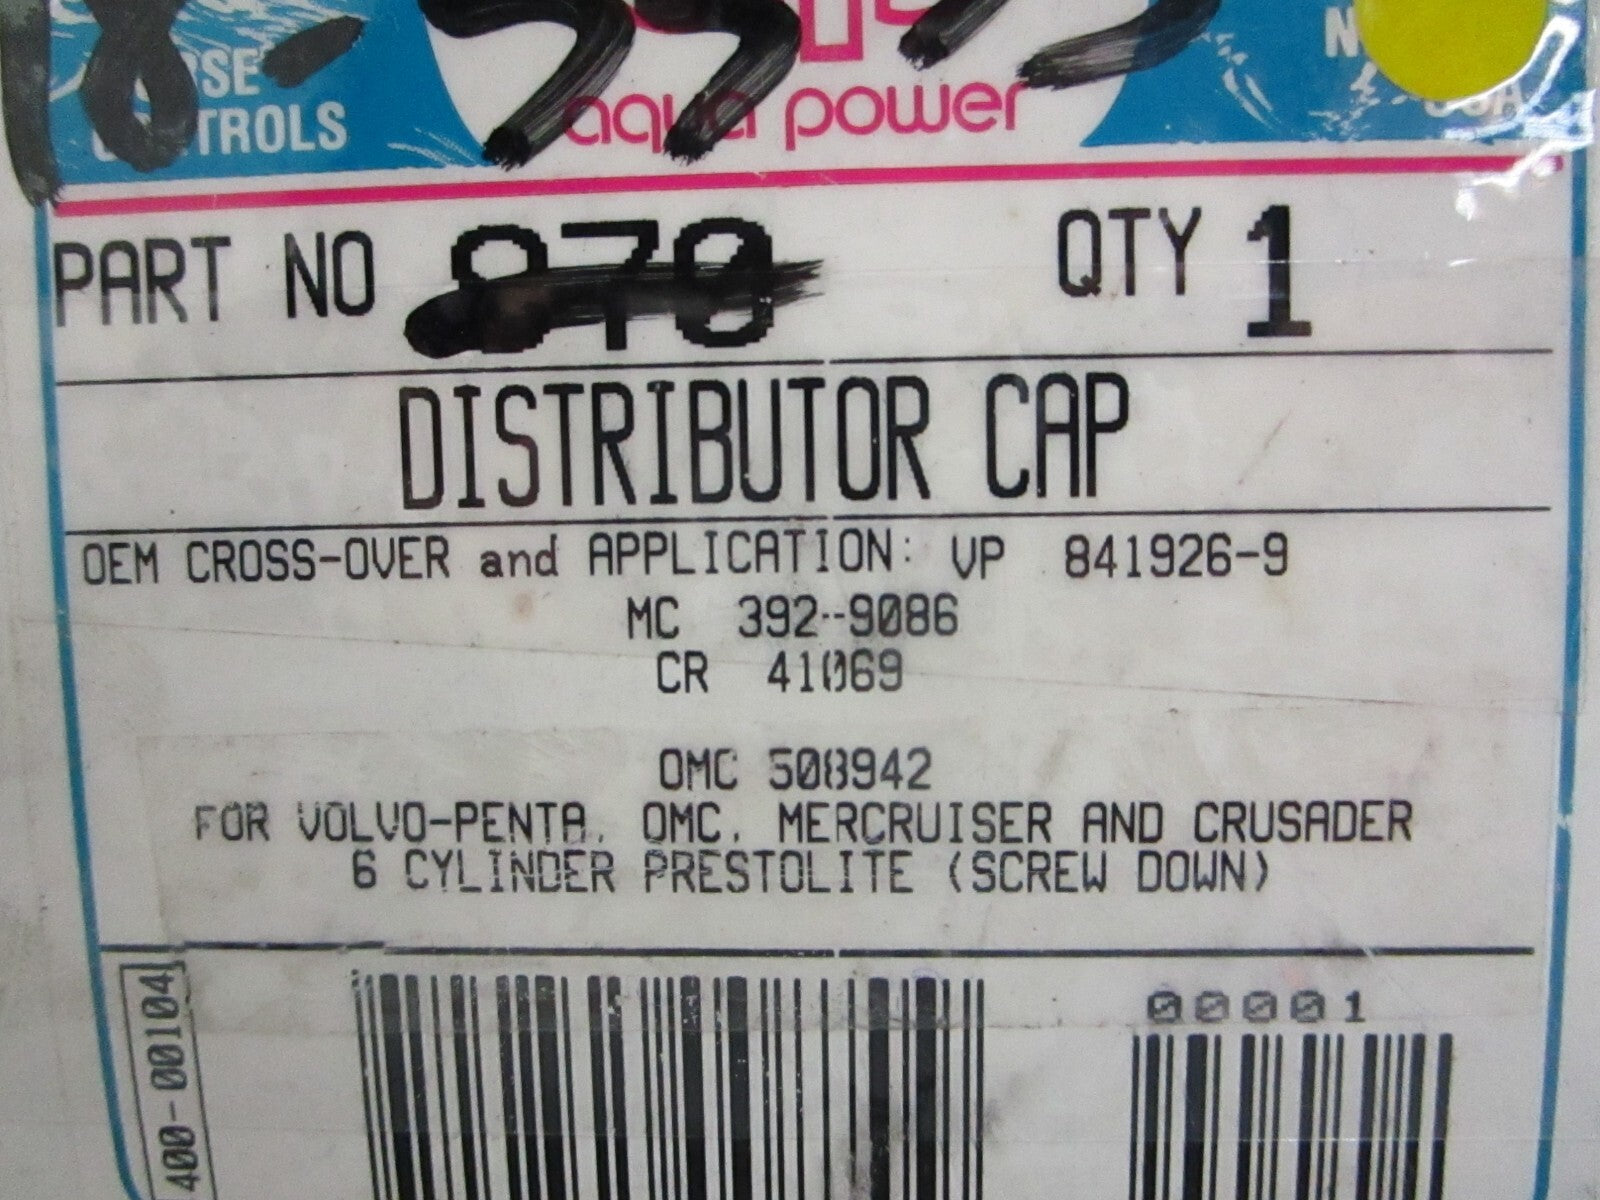 TROLS
aqua power
PART NO 870 QTY 1
DISTRIBUTOR CAP
OEM CROSS-OVER and APPLICATION: VP 841926-9
MC 392-9086
CR 41069
OMC 508942
FOR VOLVO-PENTA, OMC, MERCRUISER AND CRUSADER
6 CYLINDER PRESTOLITE (SCREW DOWN)
400-00104
00001